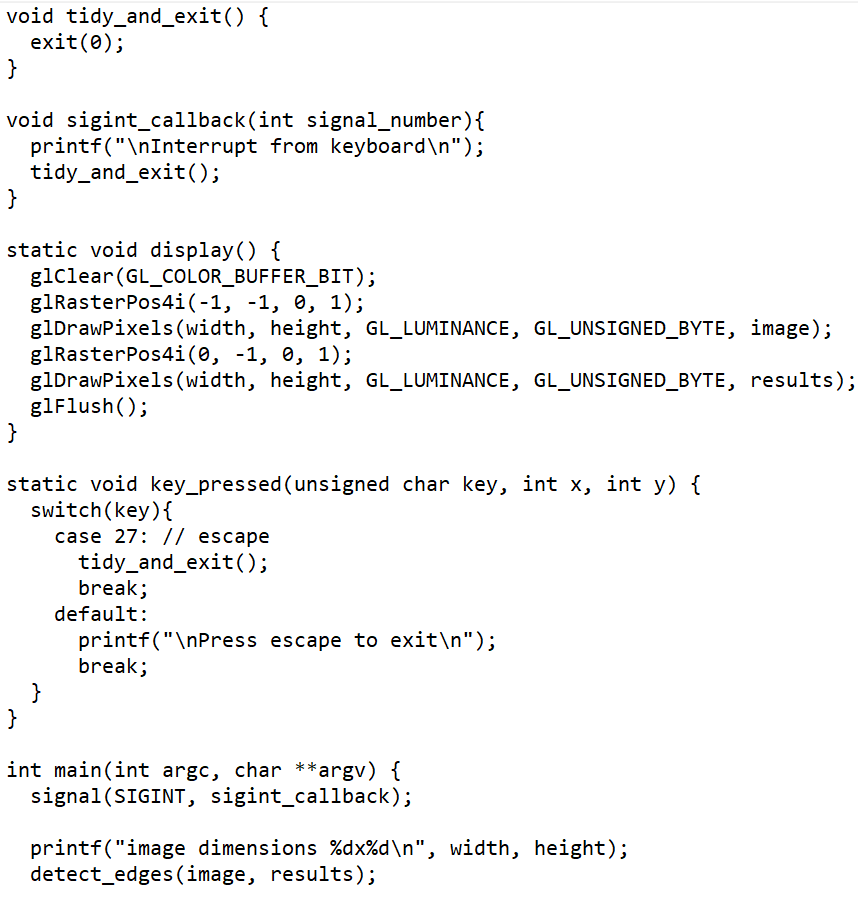 void tidy_and_exit() {
  exit(0);
}

void sigint_callback(int signal_number){
  printf("\nInterrupt from keyboard\n");
  tidy_and_exit();
}

static void display() {
  glClear(GL_COLOR_BUFFER_BIT);
  glRasterPos4i(-1, -1, 0, 1);
  glDrawPixels(width, height, GL_LUMINANCE, GL_UNSIGNED_BYTE, image);
  glRasterPos4i(0, -1, 0, 1);
  glDrawPixels(width, height, GL_LUMINANCE, GL_UNSIGNED_BYTE, results);
  glFlush();
}

static void key_pressed(unsigned char key, int x, int y) {
  switch(key){
    case 27: // escape
      tidy_and_exit();
      break;
    default:
      printf("\nPress escape to exit\n");
      break;
  }
}

int main(int argc, char **argv) {
  signal(SIGINT, sigint_callback);

  printf("image dimensions %dx%d\n", width, height);
  detect_edges(image, results);